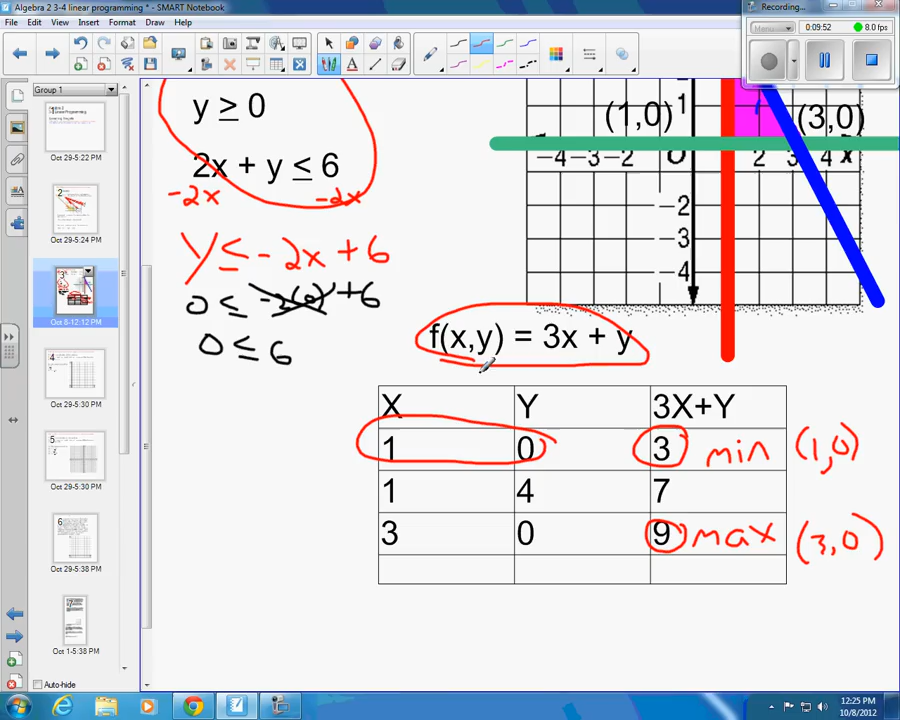 Algebra 2 3-4 linear programming * - SMART Notebook
Recording...
File Edit View Insert Format Tools Draw Help
Menu
0:09:52
8.0 fps
Group 1
Oct 29-5:22 PM
Oct 29-5:24 PM
Oct 8-12:12 PM
Oct 29-5:30 PM
Oct 29-5:30 PM
Oct 29-5:38 PM
Oct 1-5:38 PM
Auto-hide
y ≥ 0
2x + y ≤ 6
-2x -2x
y ≤ -2x + 6
0 ≤ -2(0) + 6
0 ≤ 6
(1,0) 1 (3,0)
-4 -3 -2 O 2 3 4 x
-2
-3
-4
f(x,y) = 3x + y
X Y 3X+Y
1 0 3 min (1,0)
1 4 7
3 0 9 max (3,0)
12:25 PM
10/8/2012